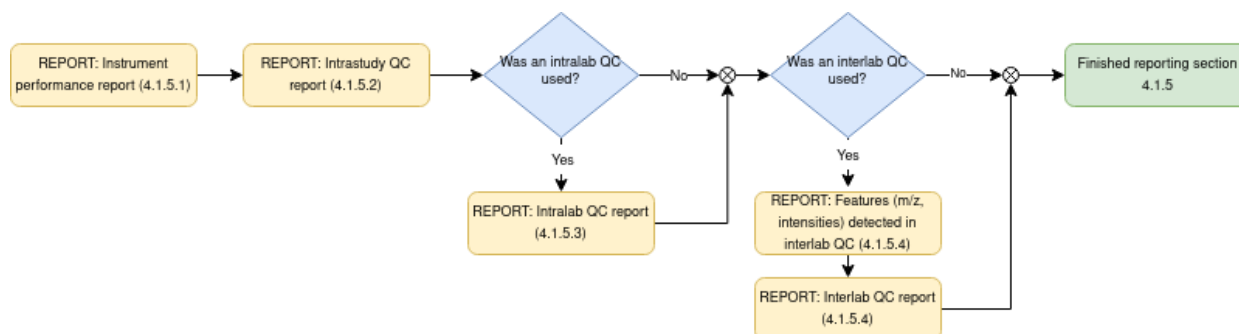 REPORT: Instrument
performance report (4.1.5.1)
REPORT: Intrastudy QC
report (4.1.5.2)
Was an intralab QC
used?
No
Yes
REPORT: Intralab QC report
(4.1.5.3)
Was an interlab QC
used?
No
Yes
REPORT: Features (m/z,
intensities) detected in
interlab QC (4.1.5.4)
REPORT: Interlab QC report
(4.1.5.4)
Finished reporting section
4.1.5